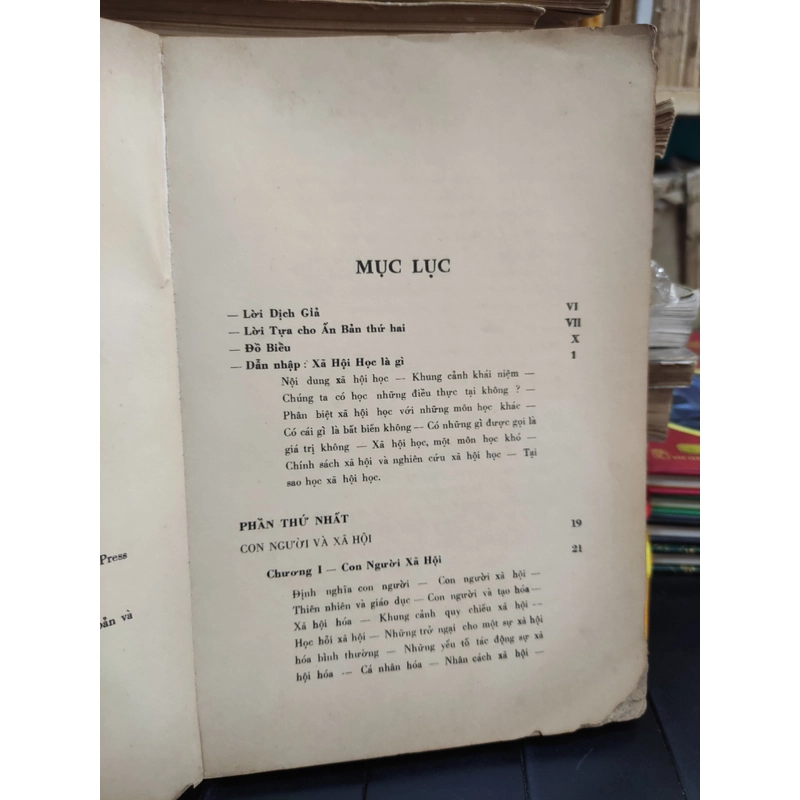 MỤC LỤC
— Lời Dịch Giả VI
— Lời Tựa cho Ấn Bản thứ hai VII
— Đồ Biểu X
— Dẫn nhập : Xã Hội Học là gì 1
Nội dung xã hội học — Khung cảnh khái niệm —
Chúng ta có học những điều thực tại không ? —
Phân biệt xã hội học với những môn học khác —
Có cái gì là bất biến không — Có những gì được gọi là
giá trị không — Xã hội học, một môn học khó —
Chính sách xã hội và nghiên cứu xã hội học — Tại
sao học xã hội học.
PHẦN THỨ NHẤT 19
CON NGƯỜI VÀ XÃ HỘI
Chương I — Con Người Xã Hội 21
Định nghĩa con người — Con người xã hội —
Thiên nhiên và giáo dục — Con người và tạo hóa —
Xã hội hóa — Khung cảnh quy chiếu xã hội —
Học hỏi xã hội — Những trở ngại cho một sự xã hội
hóa bình thường — Những yếu tố tác động sự xã
hội hóa — Cá nhân hóa — Nhân cách xã hội —
Press
bản và